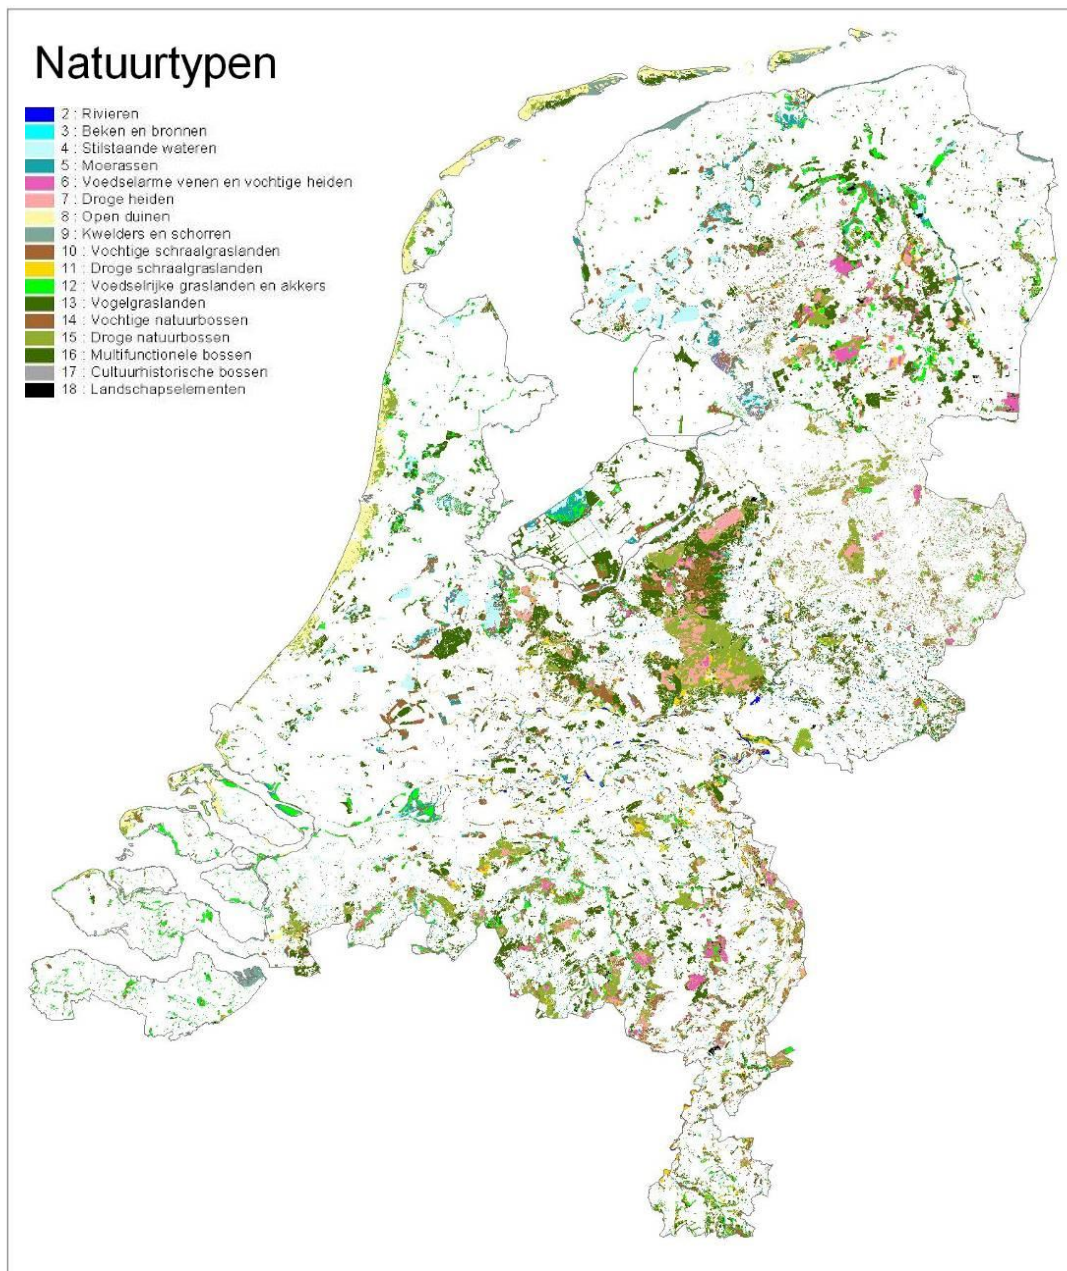 Natuurtypen
2 : Rivieren
3 : Beken en bronnen
4 : Stilstaande wateren
5 : Moerassen
6 : Voedselarme venen en vochtige heiden
7 : Droge heiden
8 : Open duinen
9 : Kwelders en schorren
10 : Vochtige schraalgraslanden
11 : Droge schraalgraslanden
12 : Voedselrijke graslanden en akkers
13 : Vogelgraslanden
14 : Vochtige natuurbossen
15 : Droge natuurbossen
16 : Multifunctionele bossen
17 : Cultuurhistorische bossen
18 : Landschapselementen